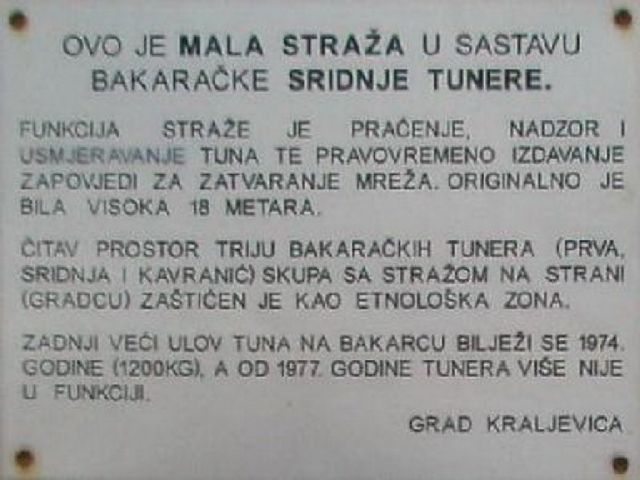 OVO JE MALA STRAŽA U SASTAVU
BAKARAČKE SRIDNJE TUNERE.
FUNKCIJA STRAŽE JE PRAĆENJE, NADZOR I
USMJERAVANJE TUNA TE PRAVOVREMENO IZDAVANJE
ZAPOVJEDI ZA ZATVARANJE MREŽA. ORIGINALNO JE
BILA VISOKA 18 METARA.
ČITAV PROSTOR TRIJU BAKARAČKIH TUNERA (PRVA,
SRIDNJA I KAVRANIĆ) SKUPA SA STRAŽOM NA STRANI
(GRADCU) ZAŠTIĆEN JE KAO ETNOLOŠKA ZONA.
ZADNJI VEĆI ULOV TUNA NA BAKARCU BILJEŽI SE 1974.
GODINE (1200KG), A OD 1977. GODINE TUNERA VIŠE NIJE
U FUNKCIJI.
GRAD KRALJEVICA